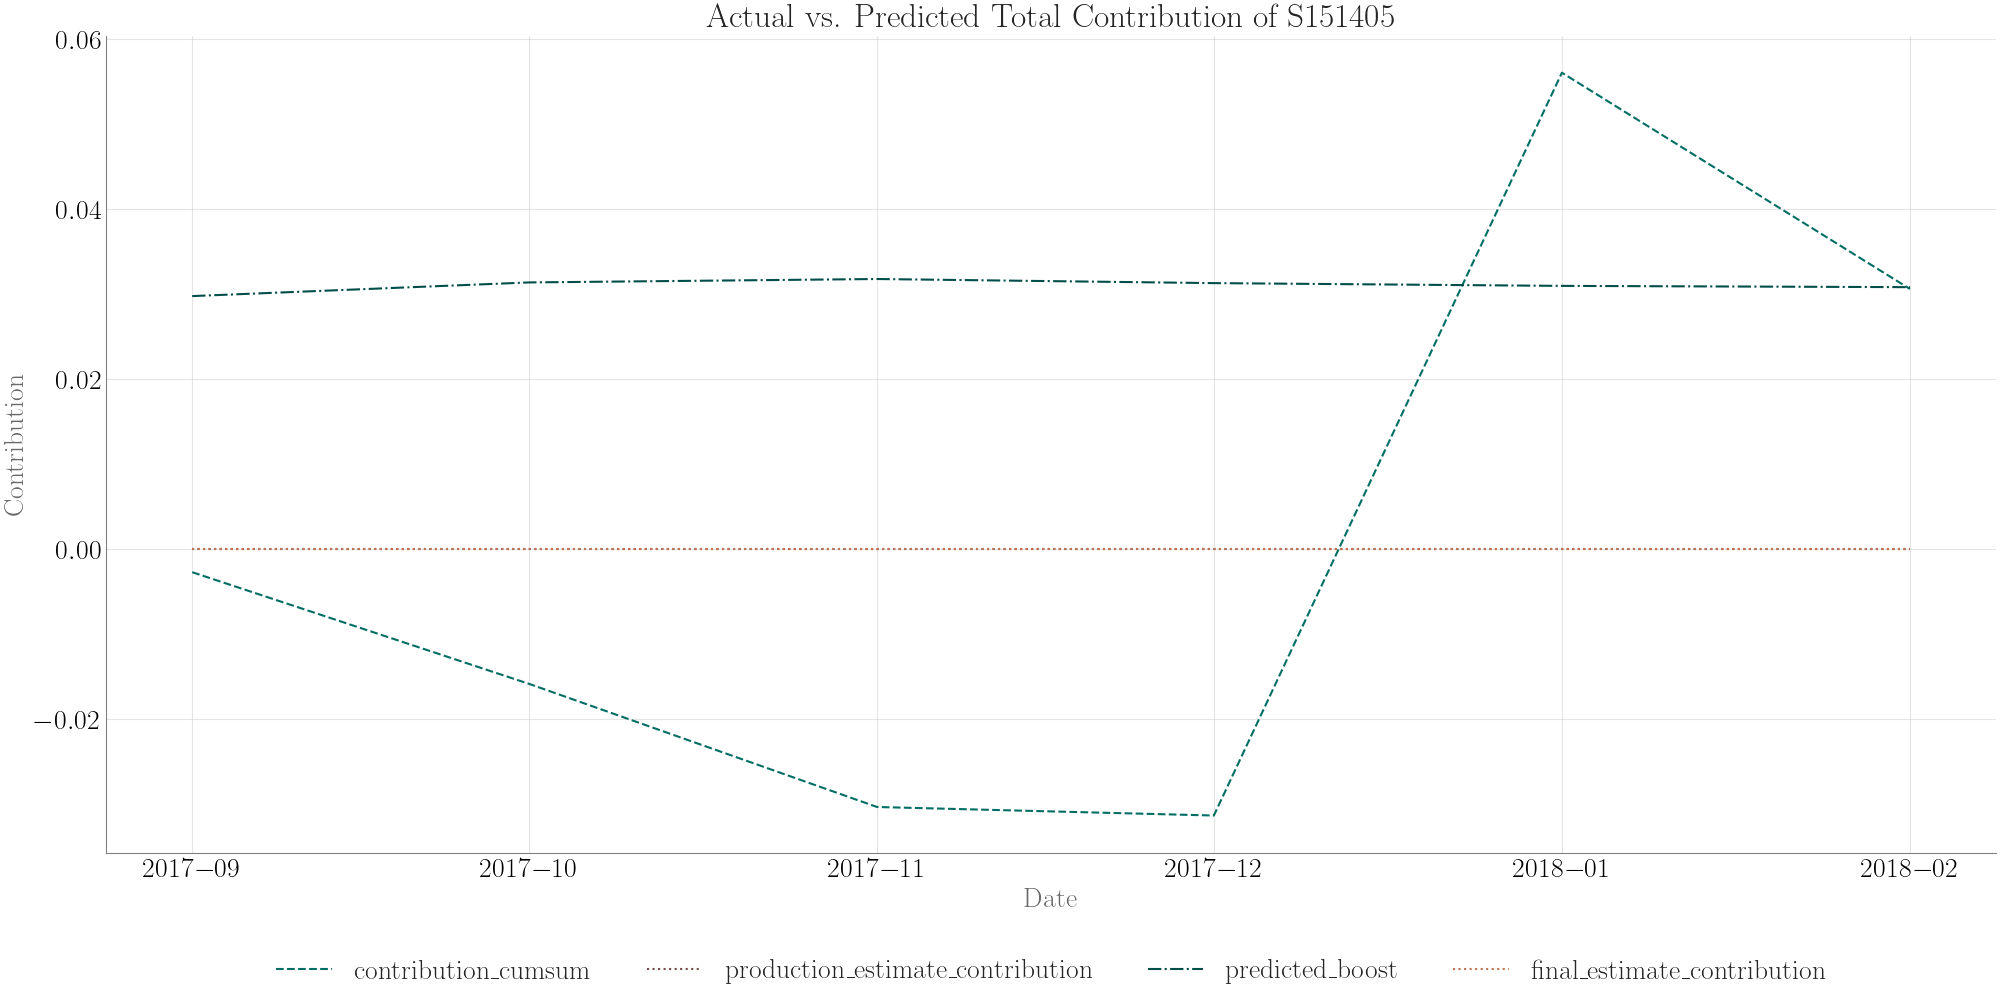 Actual vs. Predicted Total Contribution of S151405
0.06
0.04
0.02
0.00
−0.02
Contribution
2017−09 2017−10 2017−11 2017−12 2018−01 2018−02
Date
contribution_cumsum production_estimate_contribution predicted_boost final_estimate_contribution